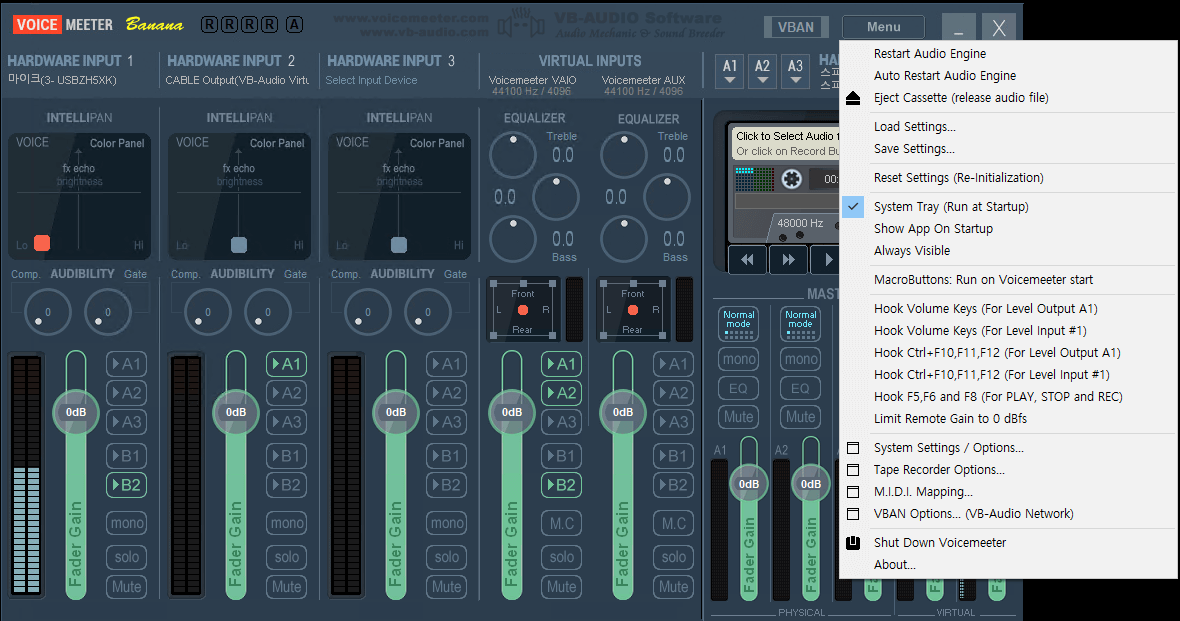 VOICE MEETER Banana R R R R A
www.voicemeeter.com
www.vb-audio.com
VB-AUDIO Software
Audio Mechanic & Sound Breeder
VBAN
Menu
HARDWARE INPUT 1
마이크(3- USBZH5XK)
HARDWARE INPUT 2
CABLE Output(VB-Audio Virtu
HARDWARE INPUT 3
Select Input Device
VIRTUAL INPUTS
Voicemeeter VAIO
44100 Hz / 4096
Voicemeeter AUX
44100 Hz / 4096
A1 A2 A3
HA
스피
스피
INTELLIPAN
VOICE Color Panel
fx echo
brightness
Lo Hi
INTELLIPAN
VOICE Color Panel
fx echo
brightness
Lo Hi
INTELLIPAN
VOICE Color Panel
fx echo
brightness
Lo Hi
EQUALIZER
Treble
0.0
0.0
0.0
Bass
EQUALIZER
Treble
0.0
0.0
0.0
Bass
Comp. AUDIBILITY Gate
0 0
Comp. AUDIBILITY Gate
0 0
Comp. AUDIBILITY Gate
0 0
Front
L R
Rear
Front
L R
Rear
0dB
Fader Gain
A1
A2
A3
B1
B2
mono
solo
Mute
0dB
Fader Gain
A1
A2
A3
B1
B2
mono
solo
Mute
0dB
Fader Gain
A1
A2
A3
B1
B2
mono
solo
Mute
0dB
Fader Gain
A1
A2
A3
B1
B2
M.C
solo
Mute
0dB
Fader Gain
A1
A2
A3
B1
B2
M.C
solo
Mute
Click to Select Audio f
Or click on Record Bu
00:
48000 Hz
MAST
Normal
mode
mono
EQ
Mute
Normal
mode
mono
EQ
Mute
A1
0dB
Fader Gain
A2
0dB
Fader Gain
PHYSICAL
VIRTUAL
Restart Audio Engine
Auto Restart Audio Engine
Eject Cassette (release audio file)
Load Settings...
Save Settings...
Reset Settings (Re-Initialization)
System Tray (Run at Startup)
Show App On Startup
Always Visible
MacroButtons: Run on Voicemeeter start
Hook Volume Keys (For Level Output A1)
Hook Volume Keys (For Level Input #1)
Hook Ctrl+F10,F11,F12 (For Level Output A1)
Hook Ctrl+F10,F11,F12 (For Level Input #1)
Hook F5,F6 and F8 (For PLAY, STOP and REC)
Limit Remote Gain to 0 dBfs
System Settings / Options...
Tape Recorder Options...
M.I.D.I. Mapping...
VBAN Options... (VB-Audio Network)
Shut Down Voicemeeter
About...